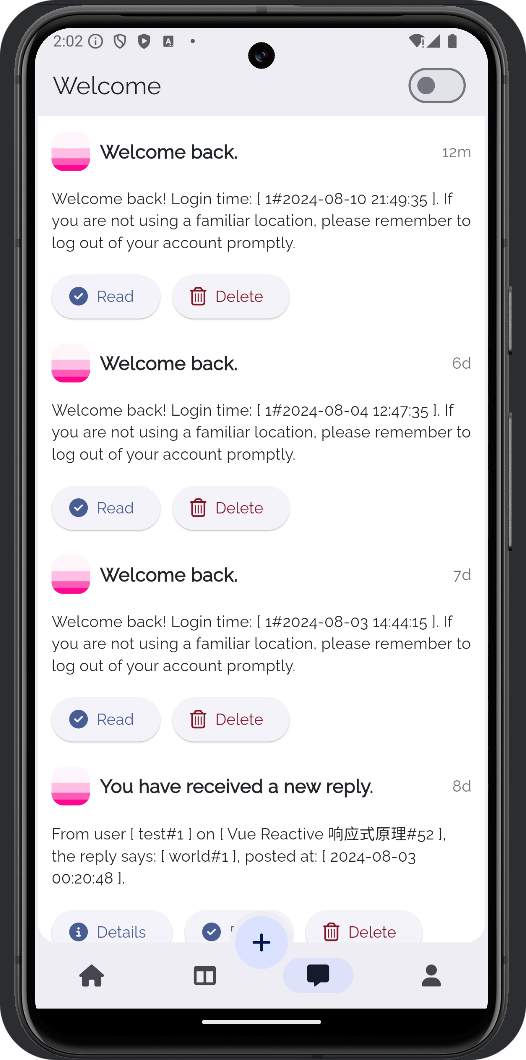 2:02
Welcome
Welcome back.
12m
Welcome back! Login time: [ 1#2024-08-10 21:49:35 ]. If
you are not using a familiar location, please remember to
log out of your account promptly.
Read
Delete
Welcome back.
6d
Welcome back! Login time: [ 1#2024-08-04 12:47:35 ]. If
you are not using a familiar location, please remember to
log out of your account promptly.
Read
Delete
Welcome back.
7d
Welcome back! Login time: [ 1#2024-08-03 14:44:15 ]. If
you are not using a familiar location, please remember to
log out of your account promptly.
Read
Delete
You have received a new reply.
8d
From user [ test#1 ] on [ Vue Reactive 响应式原理#52 ],
the reply says: [ world#1 ], posted at: [ 2024-08-03
00:20:48 ].
Details
Delete